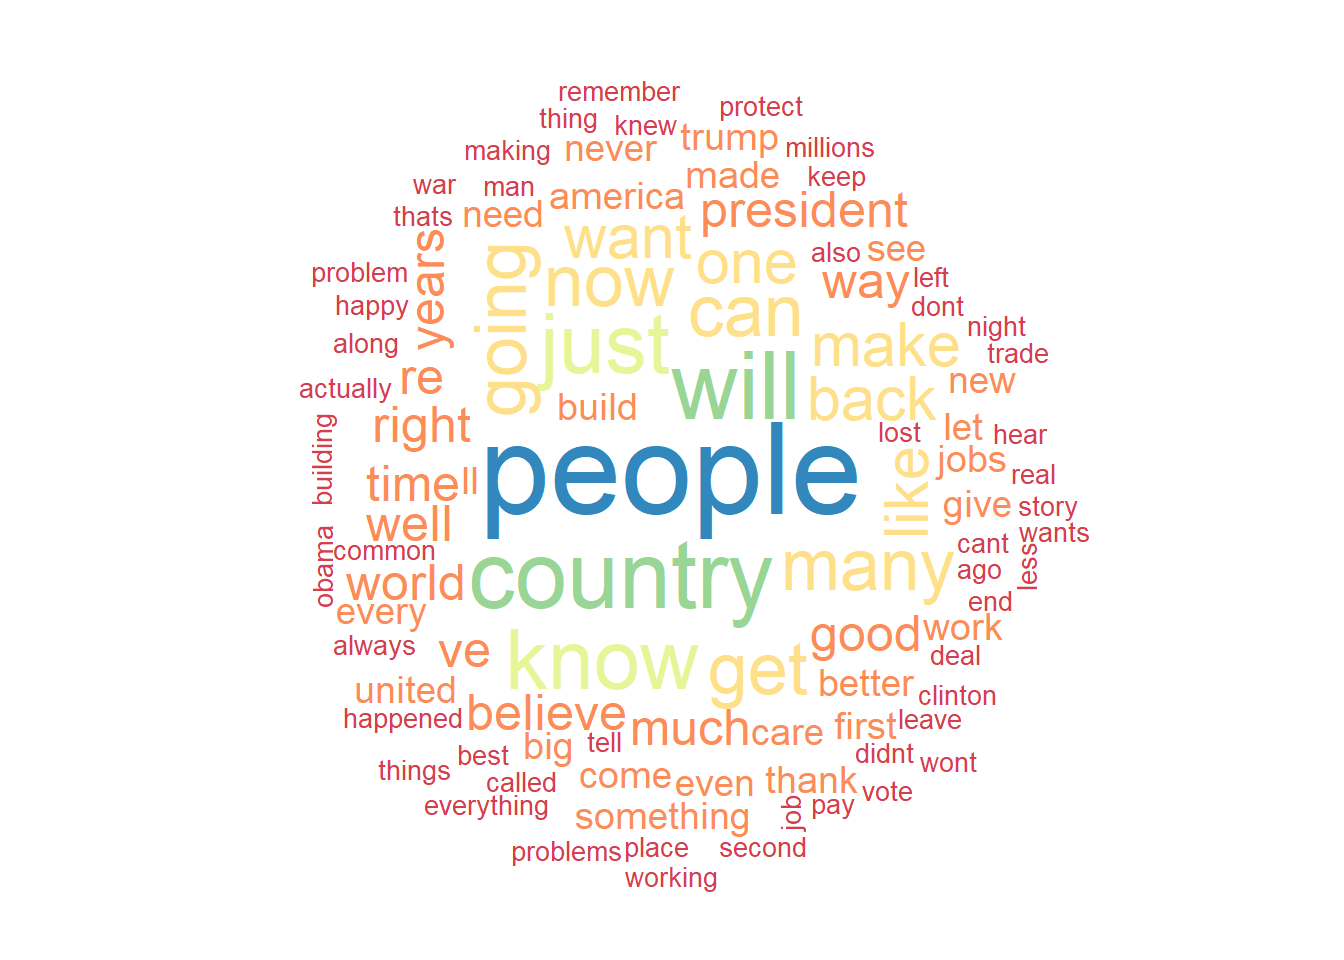 remember
protect
thing
knew
trump
millions
making
never
made
keep
war
man
america
president
thats
need
want
one
also
see
years
going
now
way
left
problem
happy
can
dont
just
make
night
along
trade
re
will
back
new
actually
build
right
lost
let
hear
building
time
ll
people
like
jobs
real
give
story
well
wants
obama
common
cant
world
country
many
ago
less
every
end
always
ve
know
get
good
work
deal
united
better
clinton
happened
believe
much
care
first
leave
big
tell
didnt
wont
things
best
called
come
even
thank
vote
everything
something
job
pay
problems
place
second
working